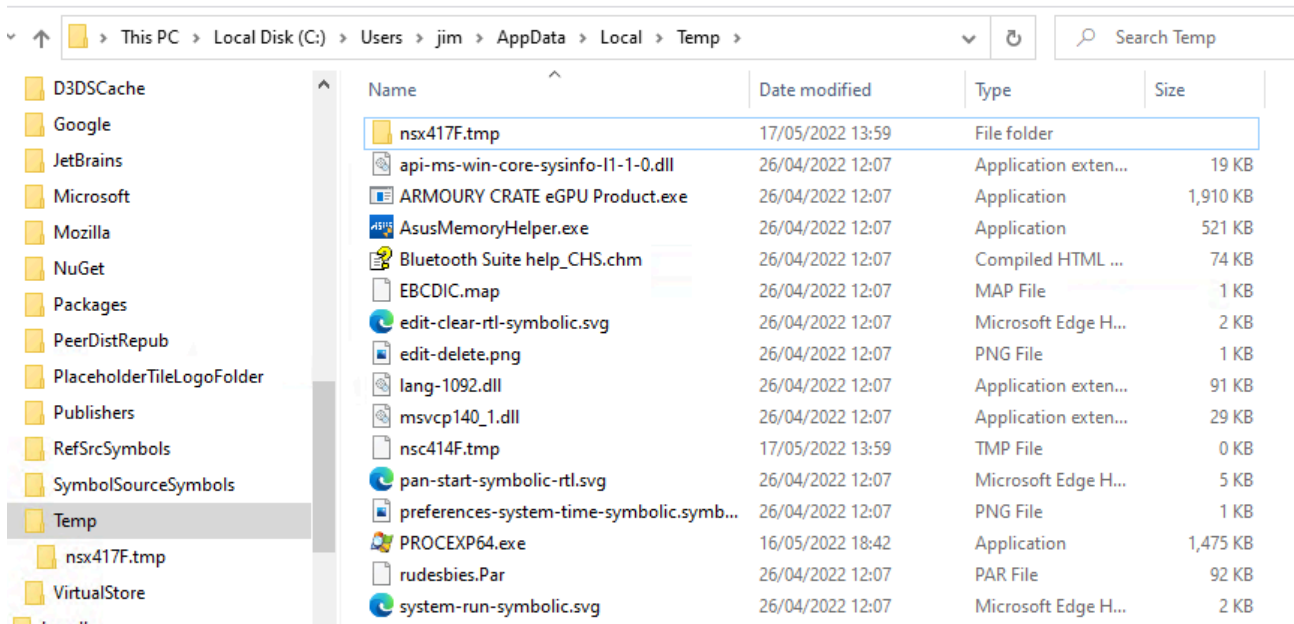 This PC > Local Disk (C:) > Users > jim > AppData > Local > Temp >
Search Temp
D3DSCache
Google
JetBrains
Microsoft
Mozilla
NuGet
Packages
PeerDistRepub
PlaceholderTileLogoFolder
Publishers
RefSrcSymbols
SymbolSourceSymbols
Temp
nsx417F.tmp
VirtualStore
Name Date modified Type Size
nsx417F.tmp 17/05/2022 13:59 File folder
api-ms-win-core-sysinfo-l1-1-0.dll 26/04/2022 12:07 Application exten... 19 KB
ARMOURY CRATE eGPU Product.exe 26/04/2022 12:07 Application 1,910 KB
AsusMemoryHelper.exe 26/04/2022 12:07 Application 521 KB
Bluetooth Suite help_CHS.chm 26/04/2022 12:07 Compiled HTML ... 74 KB
EBCDIC.map 26/04/2022 12:07 MAP File 1 KB
edit-clear-rtl-symbolic.svg 26/04/2022 12:07 Microsoft Edge H... 2 KB
edit-delete.png 26/04/2022 12:07 PNG File 1 KB
lang-1092.dll 26/04/2022 12:07 Application exten... 91 KB
msvcp140_1.dll 26/04/2022 12:07 Application exten... 29 KB
nsc414F.tmp 17/05/2022 13:59 TMP File 0 KB
pan-start-symbolic-rtl.svg 26/04/2022 12:07 Microsoft Edge H... 5 KB
preferences-system-time-symbolic.symb... 26/04/2022 12:07 PNG File 1 KB
PROCEXP64.exe 16/05/2022 18:42 Application 1,475 KB
rudesbies.Par 26/04/2022 12:07 PAR File 92 KB
system-run-symbolic.svg 26/04/2022 12:07 Microsoft Edge H... 2 KB